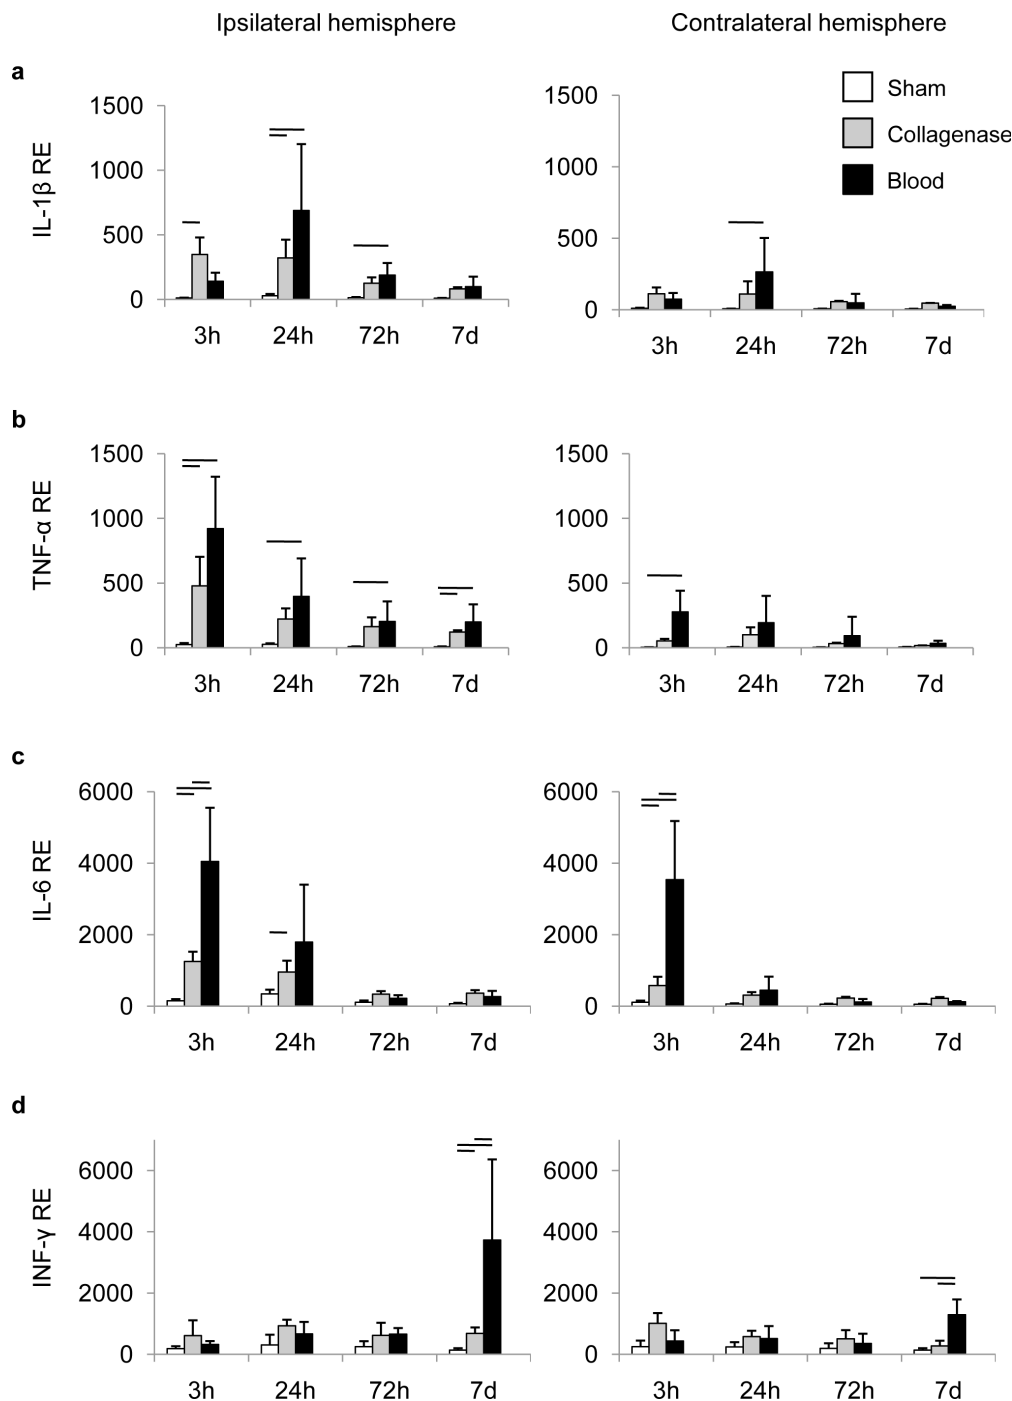 Ipsilateral hemisphere Contralateral hemisphere
a
IL-1β RE
1500
1000
500
0
3h 24h 72h 7d
1500
1000
500
0
3h 24h 72h 7d
Sham
Collagenase
Blood
b
TNF-α RE
1500
1000
500
0
3h 24h 72h 7d
1500
1000
500
0
3h 24h 72h 7d
c
IL-6 RE
6000
4000
2000
0
3h 24h 72h 7d
6000
4000
2000
0
3h 24h 72h 7d
d
INF-γ RE
6000
4000
2000
0
3h 24h 72h 7d
6000
4000
2000
0
3h 24h 72h 7d